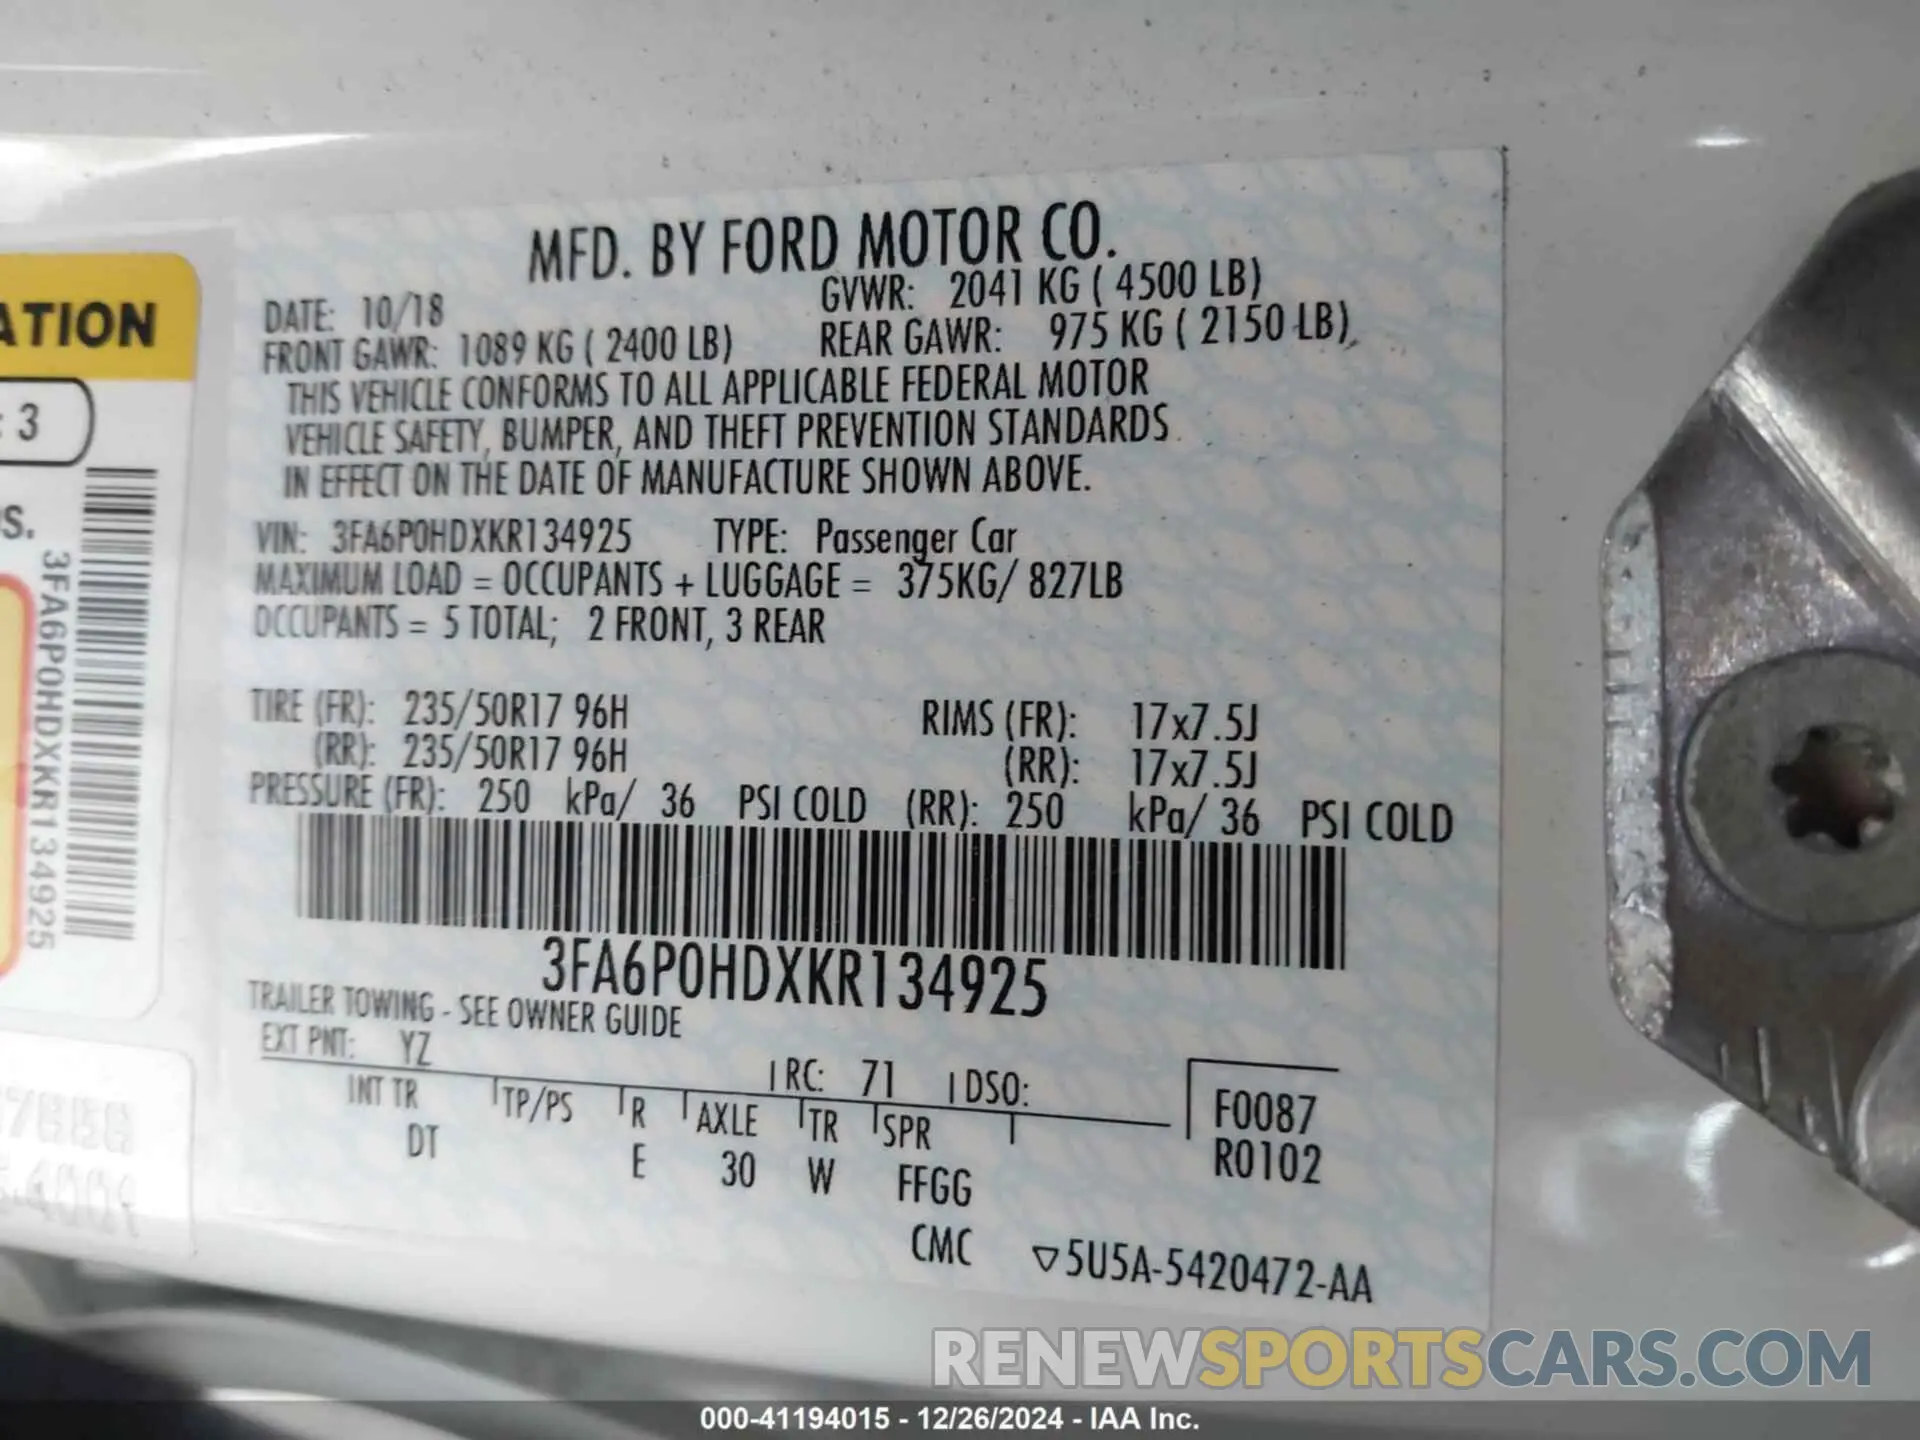 MFD. BY FORD MOTOR CO.
DATE: 10/18 GVWR: 2041 KG ( 4500 LB)
FRONT GAWR: 1089 KG ( 2400 LB) REAR GAWR: 975 KG ( 2150 LB)
THIS VEHICLE CONFORMS TO ALL APPLICABLE FEDERAL MOTOR
VEHICLE SAFETY, BUMPER, AND THEFT PREVENTION STANDARDS
IN EFFECT ON THE DATE OF MANUFACTURE SHOWN ABOVE.
VIN: 3FA6P0HDXKR134925 TYPE: Passenger Car
MAXIMUM LOAD = OCCUPANTS + LUGGAGE = 375KG/ 827LB
OCCUPANTS = 5 TOTAL; 2 FRONT, 3 REAR
TIRE (FR): 235/50R17 96H RIMS (FR): 17x7.5J
(RR): 235/50R17 96H (RR): 17x7.5J
PRESSURE (FR): 250 kPa/ 36 PSI COLD (RR): 250 kPa/ 36 PSI COLD
3FA6P0HDXKR134925
TRAILER TOWING - SEE OWNER GUIDE
EXT PNT: YZ RC: 71 DSO:
INT TR TP/PS R AXLE TR SPR F0087
DT E 30 W FFGG R0102
CMC ▽5U5A-5420472-AA
ATION
: 3
S.
3FA6P0HDXKR134925
RENEWSPORTSCARS.COM
000-41194015 - 12/26/2024 - IAA Inc.